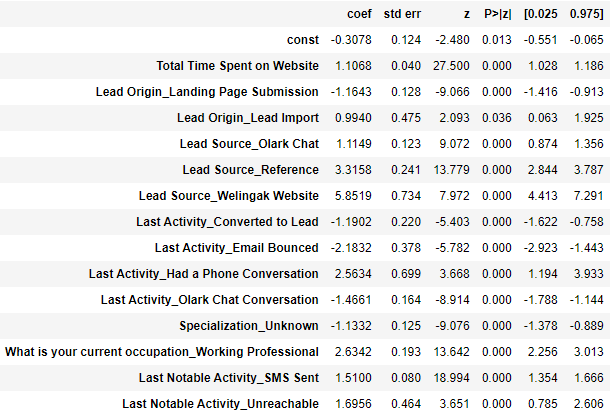 coef std err z P>|z| [0.025 0.975]
const -0.3078 0.124 -2.480 0.013 -0.551 -0.065
Total Time Spent on Website 1.1068 0.040 27.500 0.000 1.028 1.186
Lead Origin_Landing Page Submission -1.1643 0.128 -9.066 0.000 -1.416 -0.913
Lead Origin_Lead Import 0.9940 0.475 2.093 0.036 0.063 1.925
Lead Source_Olark Chat 1.1149 0.123 9.072 0.000 0.874 1.356
Lead Source_Reference 3.3158 0.241 13.779 0.000 2.844 3.787
Lead Source_Welingak Website 5.8519 0.734 7.972 0.000 4.413 7.291
Last Activity_Converted to Lead -1.1902 0.220 -5.403 0.000 -1.622 -0.758
Last Activity_Email Bounced -2.1832 0.378 -5.782 0.000 -2.923 -1.443
Last Activity_Had a Phone Conversation 2.5634 0.699 3.668 0.000 1.194 3.933
Last Activity_Olark Chat Conversation -1.4661 0.164 -8.914 0.000 -1.788 -1.144
Specialization_Unknown -1.1332 0.125 -9.076 0.000 -1.378 -0.889
What is your current occupation_Working Professional 2.6342 0.193 13.642 0.000 2.256 3.013
Last Notable Activity_SMS Sent 1.5100 0.080 18.994 0.000 1.354 1.666
Last Notable Activity_Unreachable 1.6956 0.464 3.651 0.000 0.785 2.606